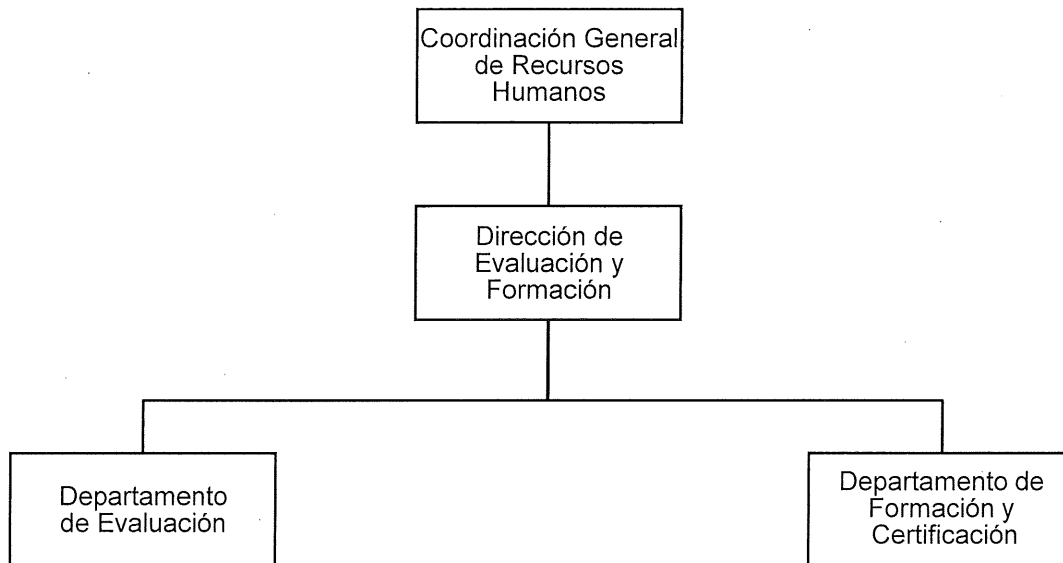 Coordinación General
de Recursos
Humanos
Dirección de
Evaluación y
Formación
Departamento
de Evaluación
Departamento de
Formación y
Certificación